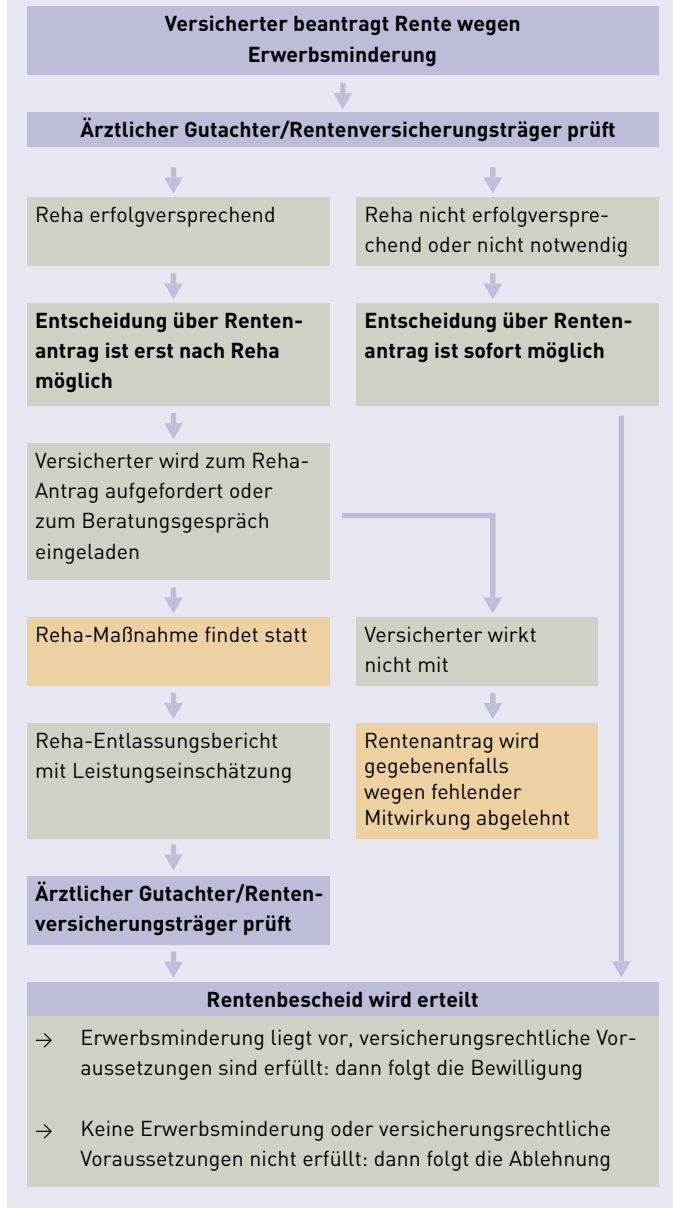 Versicherter beantragt Rente wegen
Erwerbsminderung
Ärztlicher Gutachter/Rentenversicherungsträger prüft
Reha erfolgversprechend
Reha nicht erfolgverspre-
chend oder nicht notwendig
Entscheidung über Renten-
antrag ist erst nach Reha
möglich
Entscheidung über Renten-
antrag ist sofort möglich
Versicherter wird zum Reha-
Antrag aufgefordert oder
zum Beratungsgespräch
eingeladen
Reha-Maßnahme findet statt
Versicherter wirkt
nicht mit
Reha-Entlassungsbericht
mit Leistungseinschätzung
Rentenantrag wird
gegebenenfalls
wegen fehlender
Mitwirkung abgelehnt
Ärztlicher Gutachter/Renten-
versicherungsträger prüft
Rentenbescheid wird erteilt
→ Erwerbsminderung liegt vor, versicherungsrechtliche Vor-
aussetzungen sind erfüllt: dann folgt die Bewilligung
→ Keine Erwerbsminderung oder versicherungsrechtliche
Voraussetzungen nicht erfüllt: dann folgt die Ablehnung